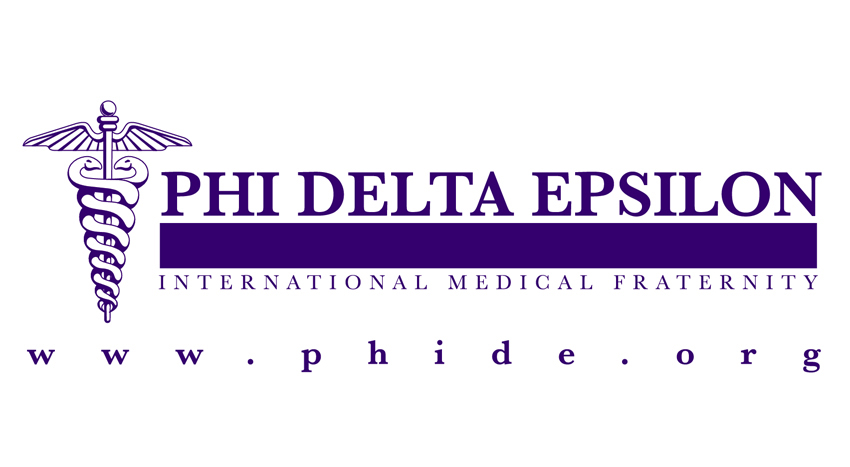 PHI DELTA EPSILON
INTERNATIONAL MEDICAL FRATERNITY
www.phide.org